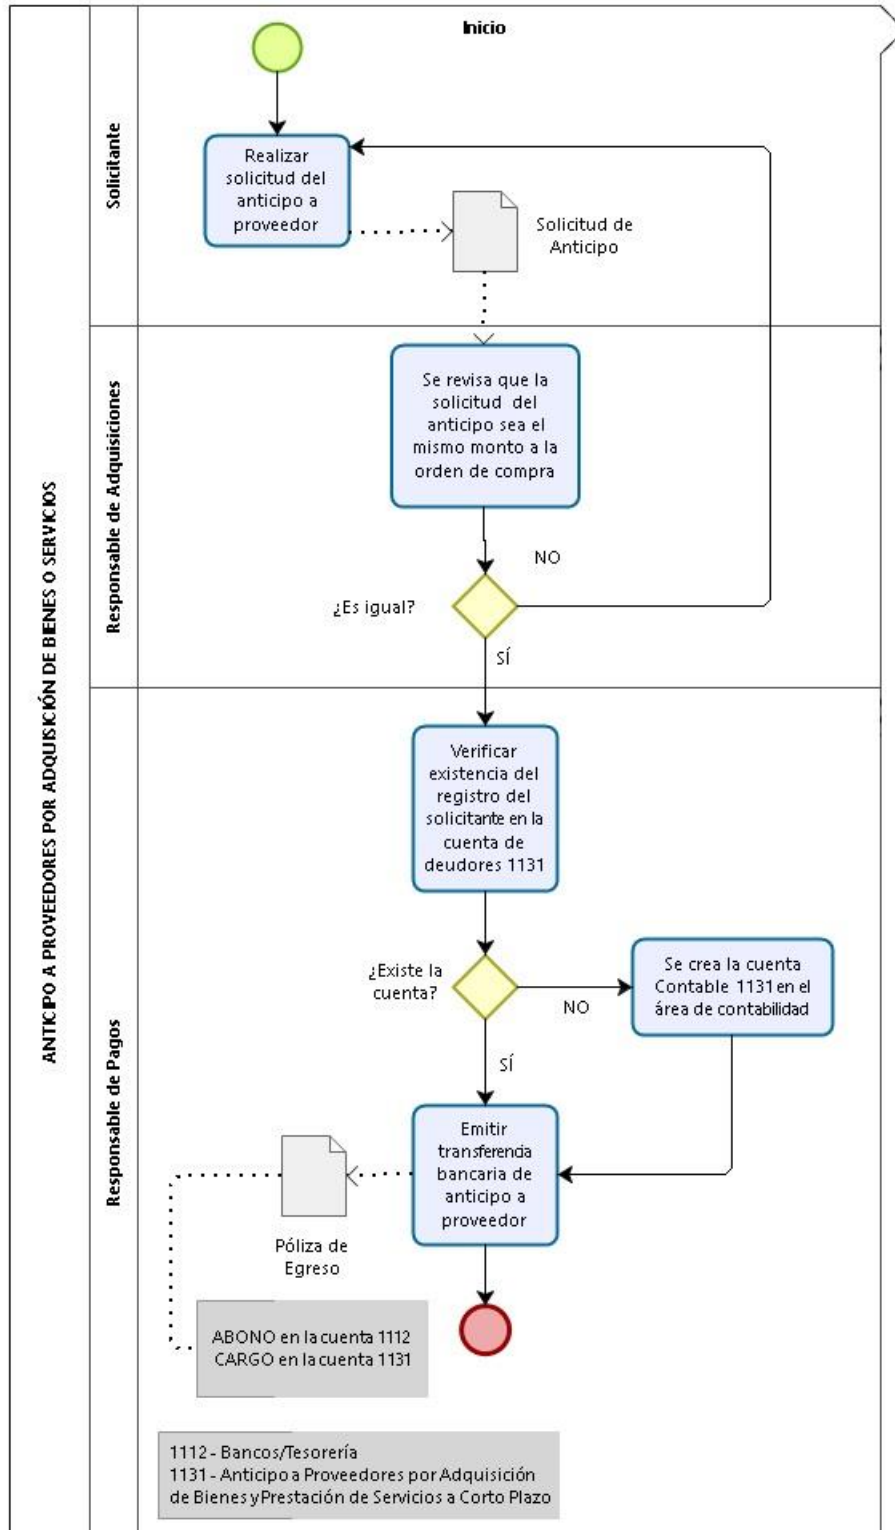 Inicio
ANTICIPO A PROVEEDORES POR ADQUISICIÓN DE BIENES O SERVICIOS
Solicitante
Realizar
solicitud del
anticipo a
proveedor
Solicitud de
Anticipo
Responsable de Adquisiciones
Se revisa que la
solicitud del
anticipo sea el
mismo monto a la
orden de compra
NO
¿Es igual?
SÍ
Responsable de Pagos
Verificar
existencia del
registro del
solicitante en la
cuenta de
deudores 1131
¿Existe la
cuenta?
NO
Se crea la cuenta
Contable 1131 en el
área de contabilidad
SÍ
Emitir
transferencia
bancaria de
anticipo a
proveedor
Póliza de
Egreso
ABONO en la cuenta 1112
CARGO en la cuenta 1131
1112 - Bancos/Tesorería
1131 - Anticipo a Proveedores por Adquisición
de Bienes y Prestación de Servicios a Corto Plazo